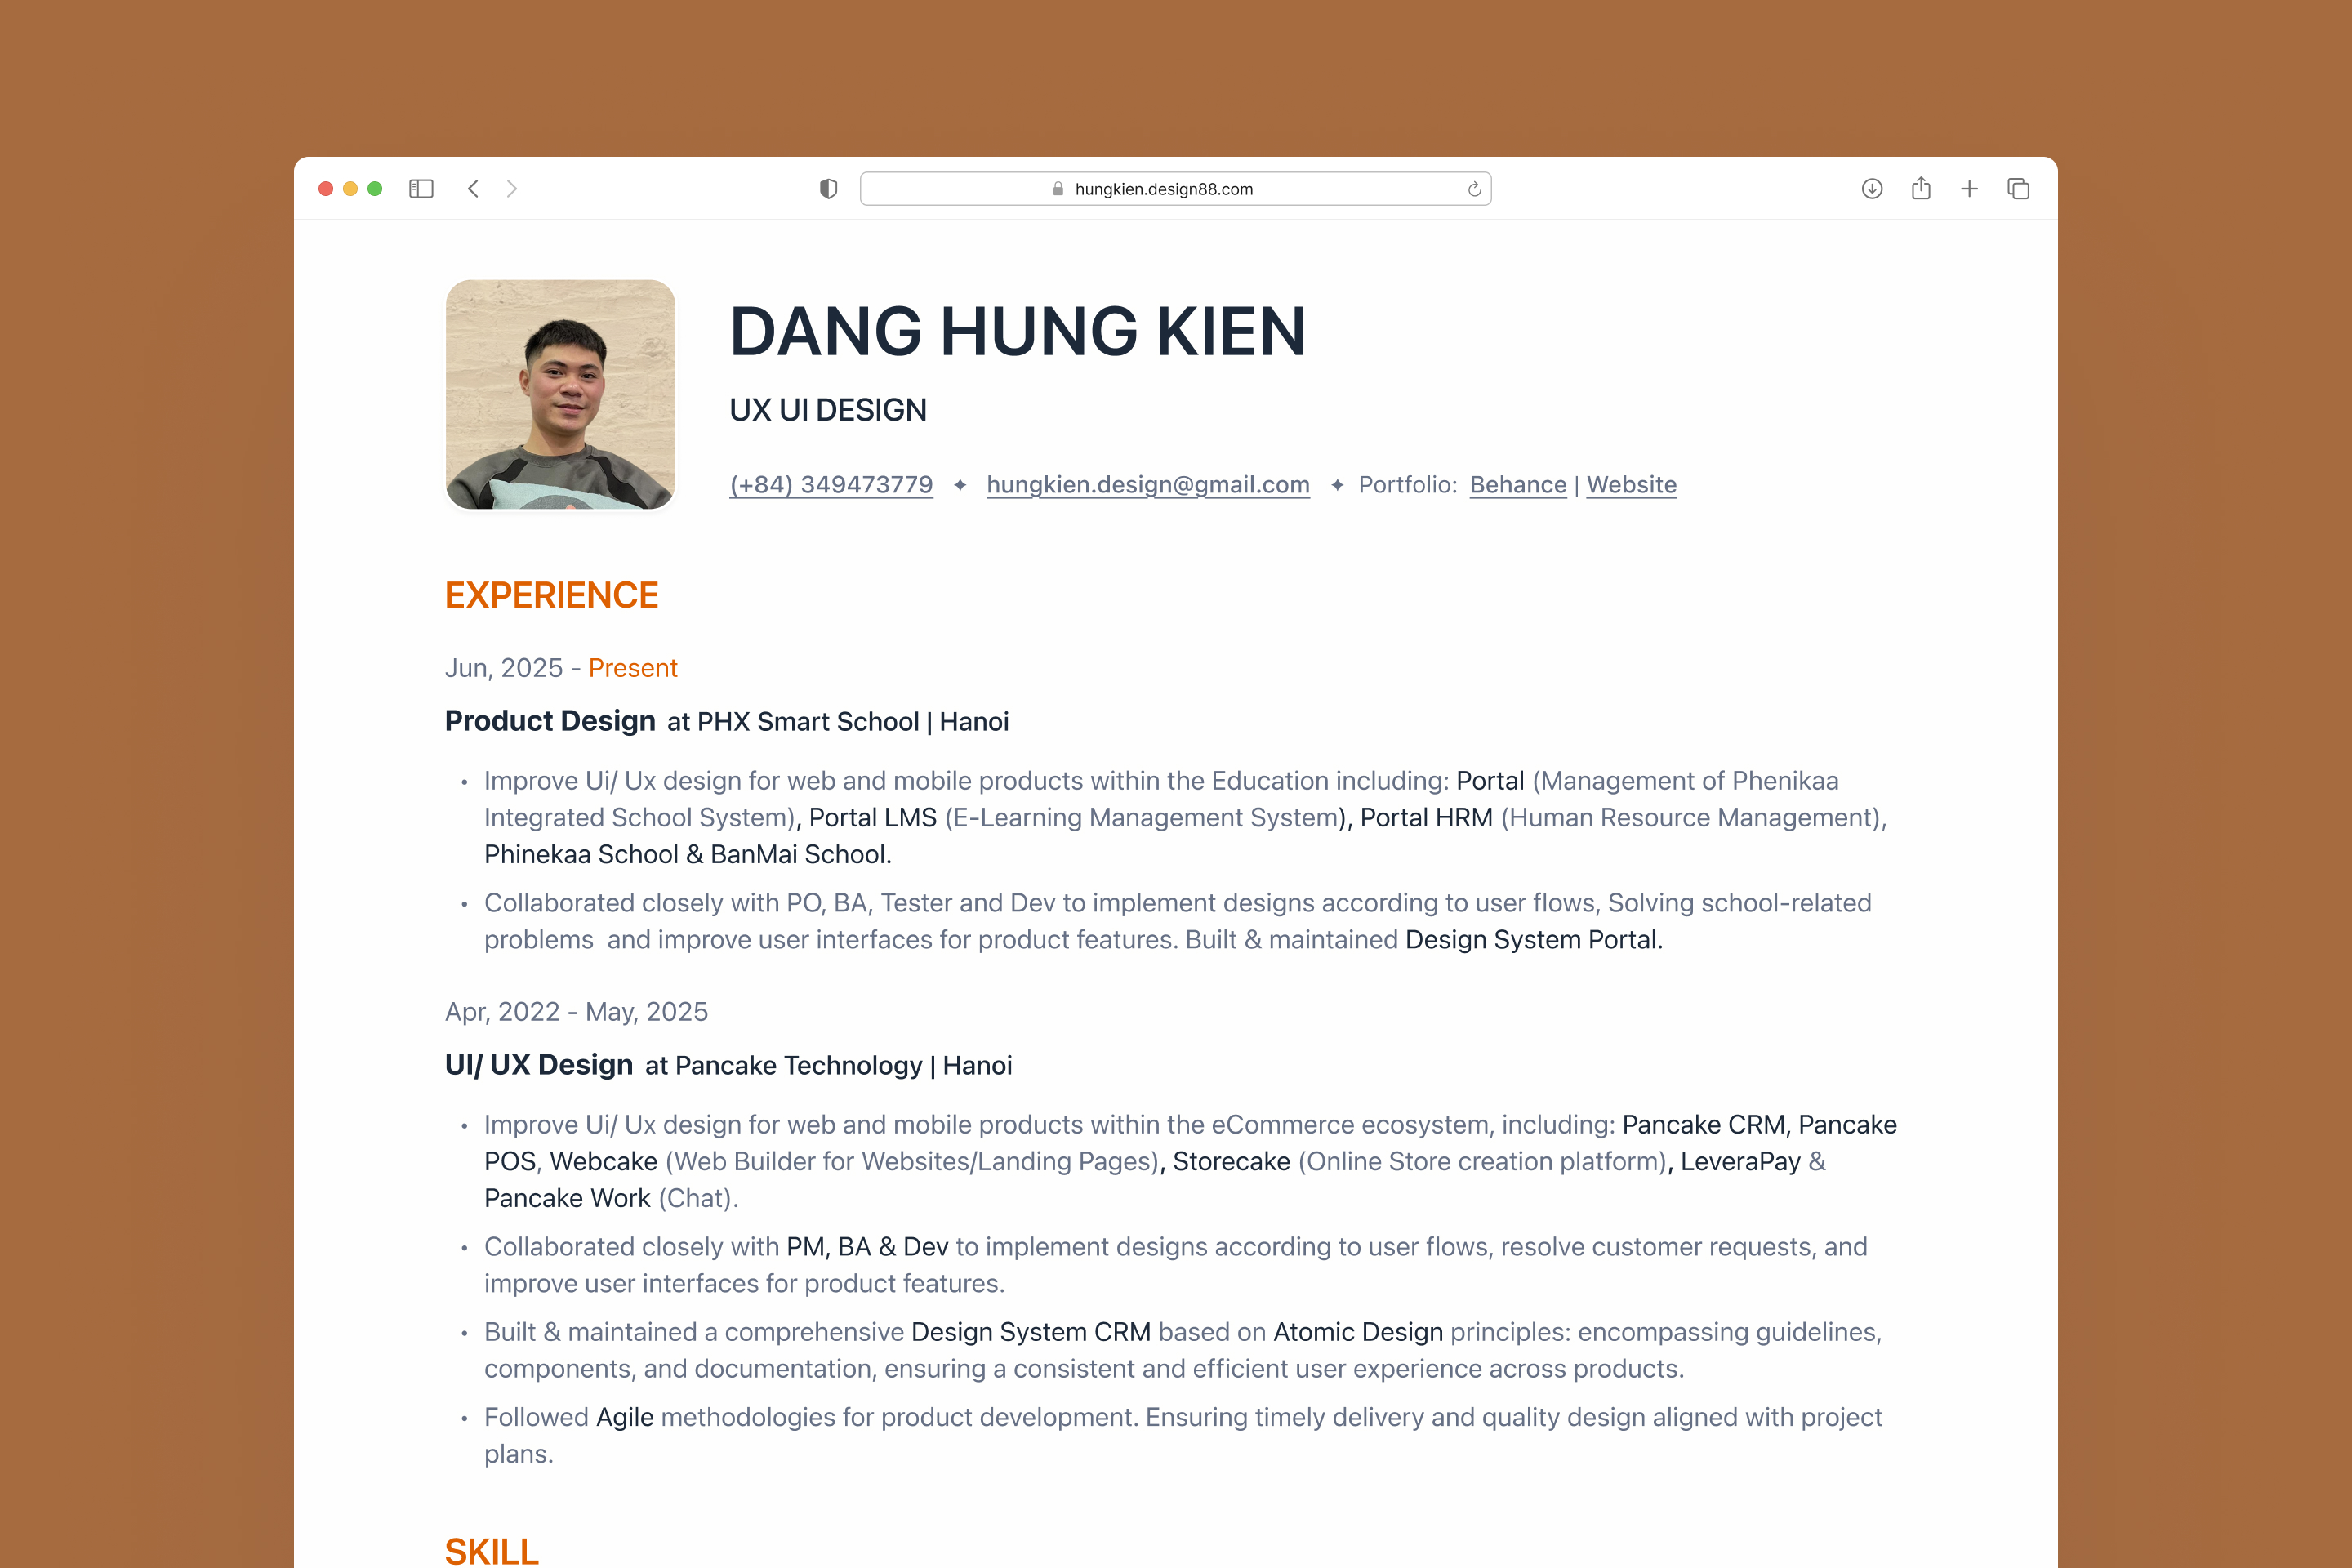 hungkien.design88.com
DANG HUNG KIEN
UX UI DESIGN
(+84) 349473779 ✦ hungkien.design@gmail.com ✦ Portfolio: Behance | Website
EXPERIENCE
Jun, 2025 - Present
Product Design at PHX Smart School | Hanoi
• Improve Ui/ Ux design for web and mobile products within the Education including: Portal (Management of Phenikaa
Integrated School System), Portal LMS (E-Learning Management System), Portal HRM (Human Resource Management),
Phinekaa School & BanMai School.
• Collaborated closely with PO, BA, Tester and Dev to implement designs according to user flows, Solving school-related
problems  and improve user interfaces for product features. Built & maintained Design System Portal.
Apr, 2022 - May, 2025
UI/ UX Design at Pancake Technology | Hanoi
• Improve Ui/ Ux design for web and mobile products within the eCommerce ecosystem, including: Pancake CRM, Pancake
POS, Webcake (Web Builder for Websites/Landing Pages), Storecake (Online Store creation platform), LeveraPay &
Pancake Work (Chat).
• Collaborated closely with PM, BA & Dev to implement designs according to user flows, resolve customer requests, and
improve user interfaces for product features.
• Built & maintained a comprehensive Design System CRM based on Atomic Design principles: encompassing guidelines,
components, and documentation, ensuring a consistent and efficient user experience across products.
• Followed Agile methodologies for product development. Ensuring timely delivery and quality design aligned with project
plans.
SKILL